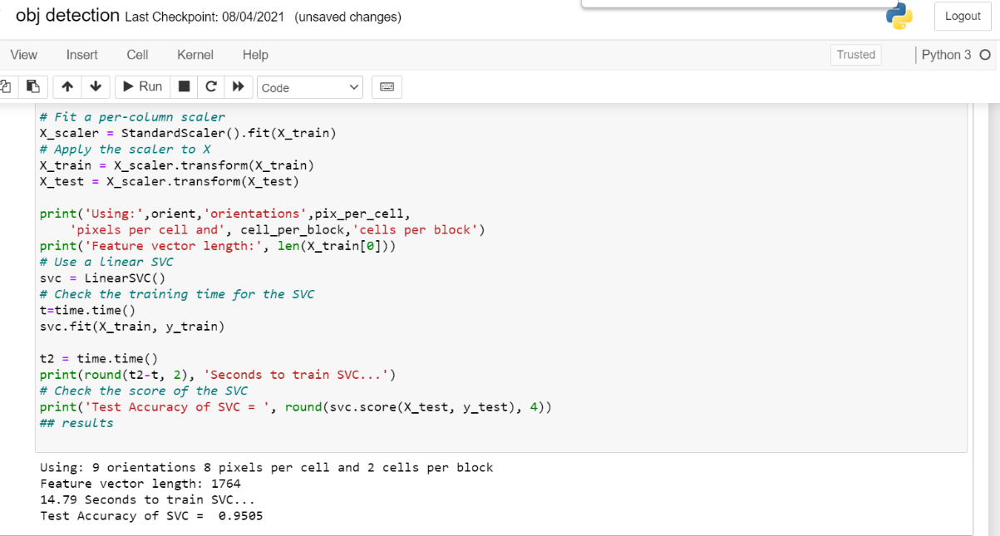 obj detection Last Checkpoint: 08/04/2021 (unsaved changes)
Logout
View Insert Cell Kernel Help
Trusted
Python 3
Run
Code
# Fit a per-column scaler
X_scaler = StandardScaler().fit(X_train)
# Apply the scaler to X
X_train = X_scaler.transform(X_train)
X_test = X_scaler.transform(X_test)
print('Using:',orient,'orientations',pix_per_cell,
'pixels per cell and', cell_per_block,'cells per block')
print('Feature vector length:', len(X_train[0]))
# Use a linear SVC
svc = LinearSVC()
# Check the training time for the SVC
t=time.time()
svc.fit(X_train, y_train)
t2 = time.time()
print(round(t2-t, 2), 'Seconds to train SVC...')
# Check the score of the SVC
print('Test Accuracy of SVC = ', round(svc.score(X_test, y_test), 4))
## results
Using: 9 orientations 8 pixels per cell and 2 cells per block
Feature vector length: 1764
14.79 Seconds to train SVC...
Test Accuracy of SVC =  0.9505